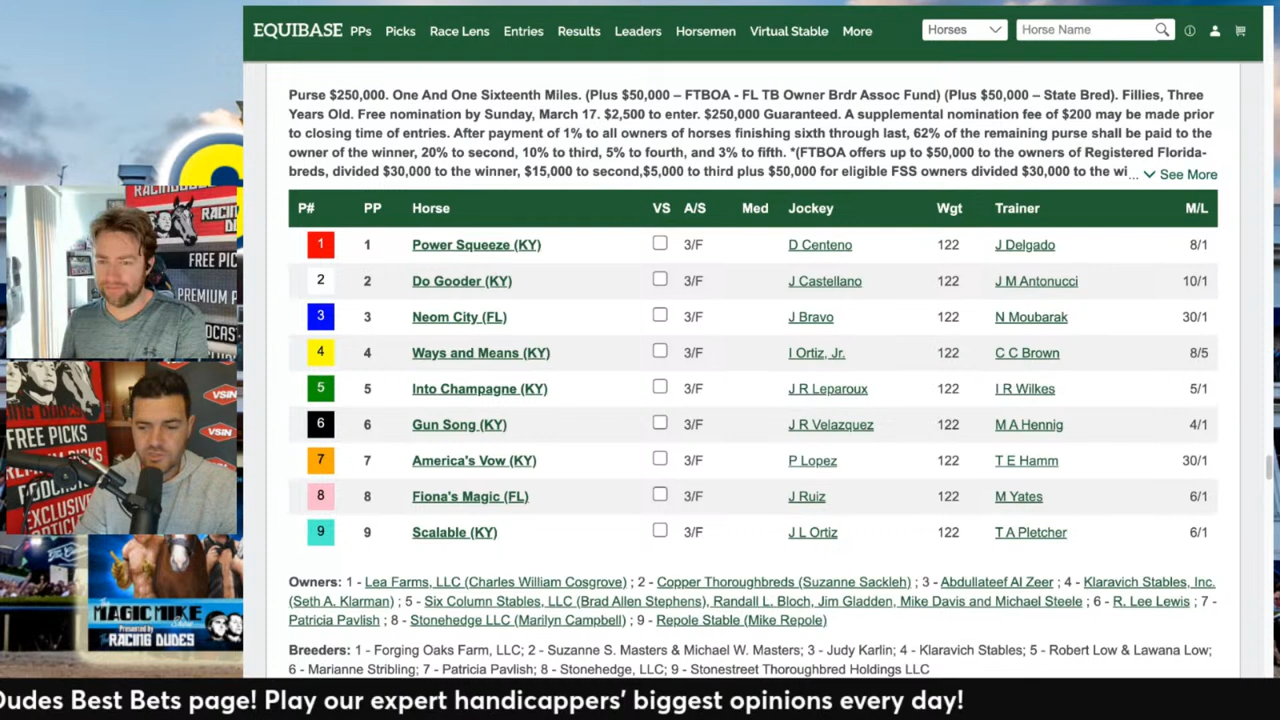 EQUIBASE PPs Picks Race Lens Entries Results Leaders Horsemen Virtual Stable More Horses Horse Name
Purse $250,000. One And One Sixteenth Miles. (Plus $50,000 – FTBOA - FL TB Owner Brdr Assoc Fund) (Plus $50,000 – State Bred). Fillies, Three
Years Old. Free nomination by Sunday, March 17. $2,500 to enter. $250,000 Guaranteed. A supplemental nomination fee of $200 may be made prior
to closing time of entries. After payment of 1% to all owners of horses finishing sixth through last, 62% of the remaining purse shall be paid to the
owner of the winner, 20% to second, 10% to third, 5% to fourth, and 3% to fifth. *(FTBOA offers up to $50,000 to the owners of Registered Florida-
breds, divided $30,000 to the winner, $15,000 to second,$5,000 to third plus $50,000 for eligible FSS owners divided $30,000 to the wi... See More
P# PP Horse VS A/S Med Jockey Wgt Trainer M/L
1 1 Power Squeeze (KY) 3/F D Centeno 122 J Delgado 8/1
2 2 Do Gooder (KY) 3/F J Castellano 122 J M Antonucci 10/1
3 3 Neom City (FL) 3/F J Bravo 122 N Moubarak 30/1
4 4 Ways and Means (KY) 3/F I Ortiz, Jr. 122 C C Brown 8/5
5 5 Into Champagne (KY) 3/F J R Leparoux 122 I R Wilkes 5/1
6 6 Gun Song (KY) 3/F J R Velazquez 122 M A Hennig 4/1
7 7 America's Vow (KY) 3/F P Lopez 122 T E Hamm 30/1
8 8 Fiona's Magic (FL) 3/F J Ruiz 122 M Yates 6/1
9 9 Scalable (KY) 3/F J L Ortiz 122 T A Pletcher 6/1
Owners: 1 - Lea Farms, LLC (Charles William Cosgrove) ; 2 - Copper Thoroughbreds (Suzanne Sackleh) ; 3 - Abdullateef Al Zeer ; 4 - Klaravich Stables, Inc.
(Seth A. Klarman) ; 5 - Six Column Stables, LLC (Brad Allen Stephens), Randall L. Bloch, Jim Gladden, Mike Davis and Michael Steele ; 6 - R. Lee Lewis ; 7 -
Patricia Pavlish ; 8 - Stonehedge LLC (Marilyn Campbell) ; 9 - Repole Stable (Mike Repole)
Breeders: 1 - Forging Oaks Farm, LLC; 2 - Suzanne S. Masters & Michael W. Masters; 3 - Judy Karlin; 4 - Klaravich Stables; 5 - Robert Low & Lawana Low;
6 - Marianne Stribling; 7 - Patricia Pavlish; 8 - Stonehedge, LLC; 9 - Stonestreet Thoroughbred Holdings LLC
FREE PICK
PREMIUM P
VSiN
VSiN
FREE PICKS
EXCLUSIV
THE
MAGIC MIKE
SHOW
Presented by
THE
RACING DUDES
Dudes Best Bets page! Play our expert handicappers' biggest opinions every day!